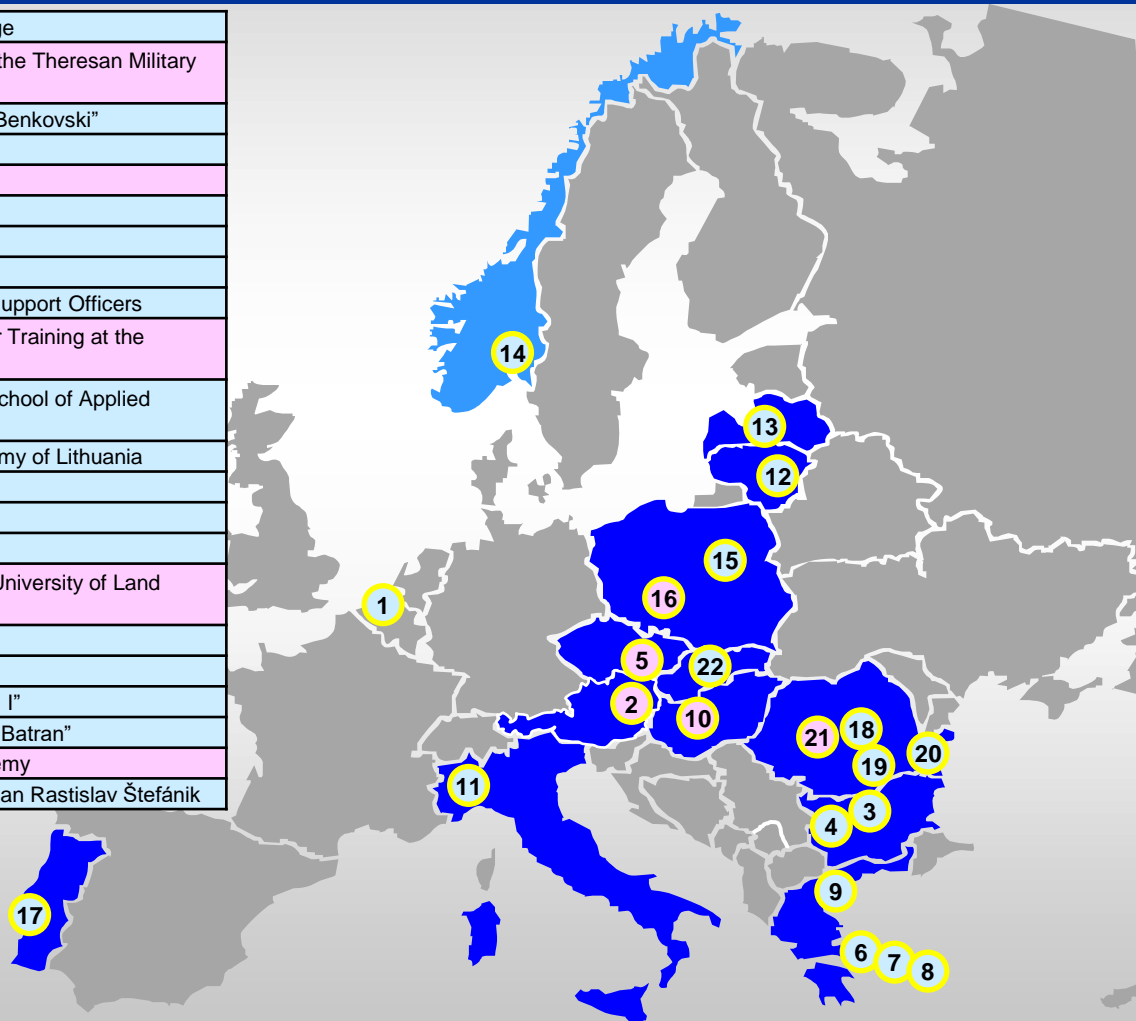 ge
the Theresan Military
Benkovski”
upport Officers
r Training at the
chool of Applied
my of Lithuania
University of Land
I”
Batran”
emy
an Rastislav Štefánik
14
13
12
15
16
1
5
22
2
10
21
18
20
19
11
3
4
9
17
6
7
8